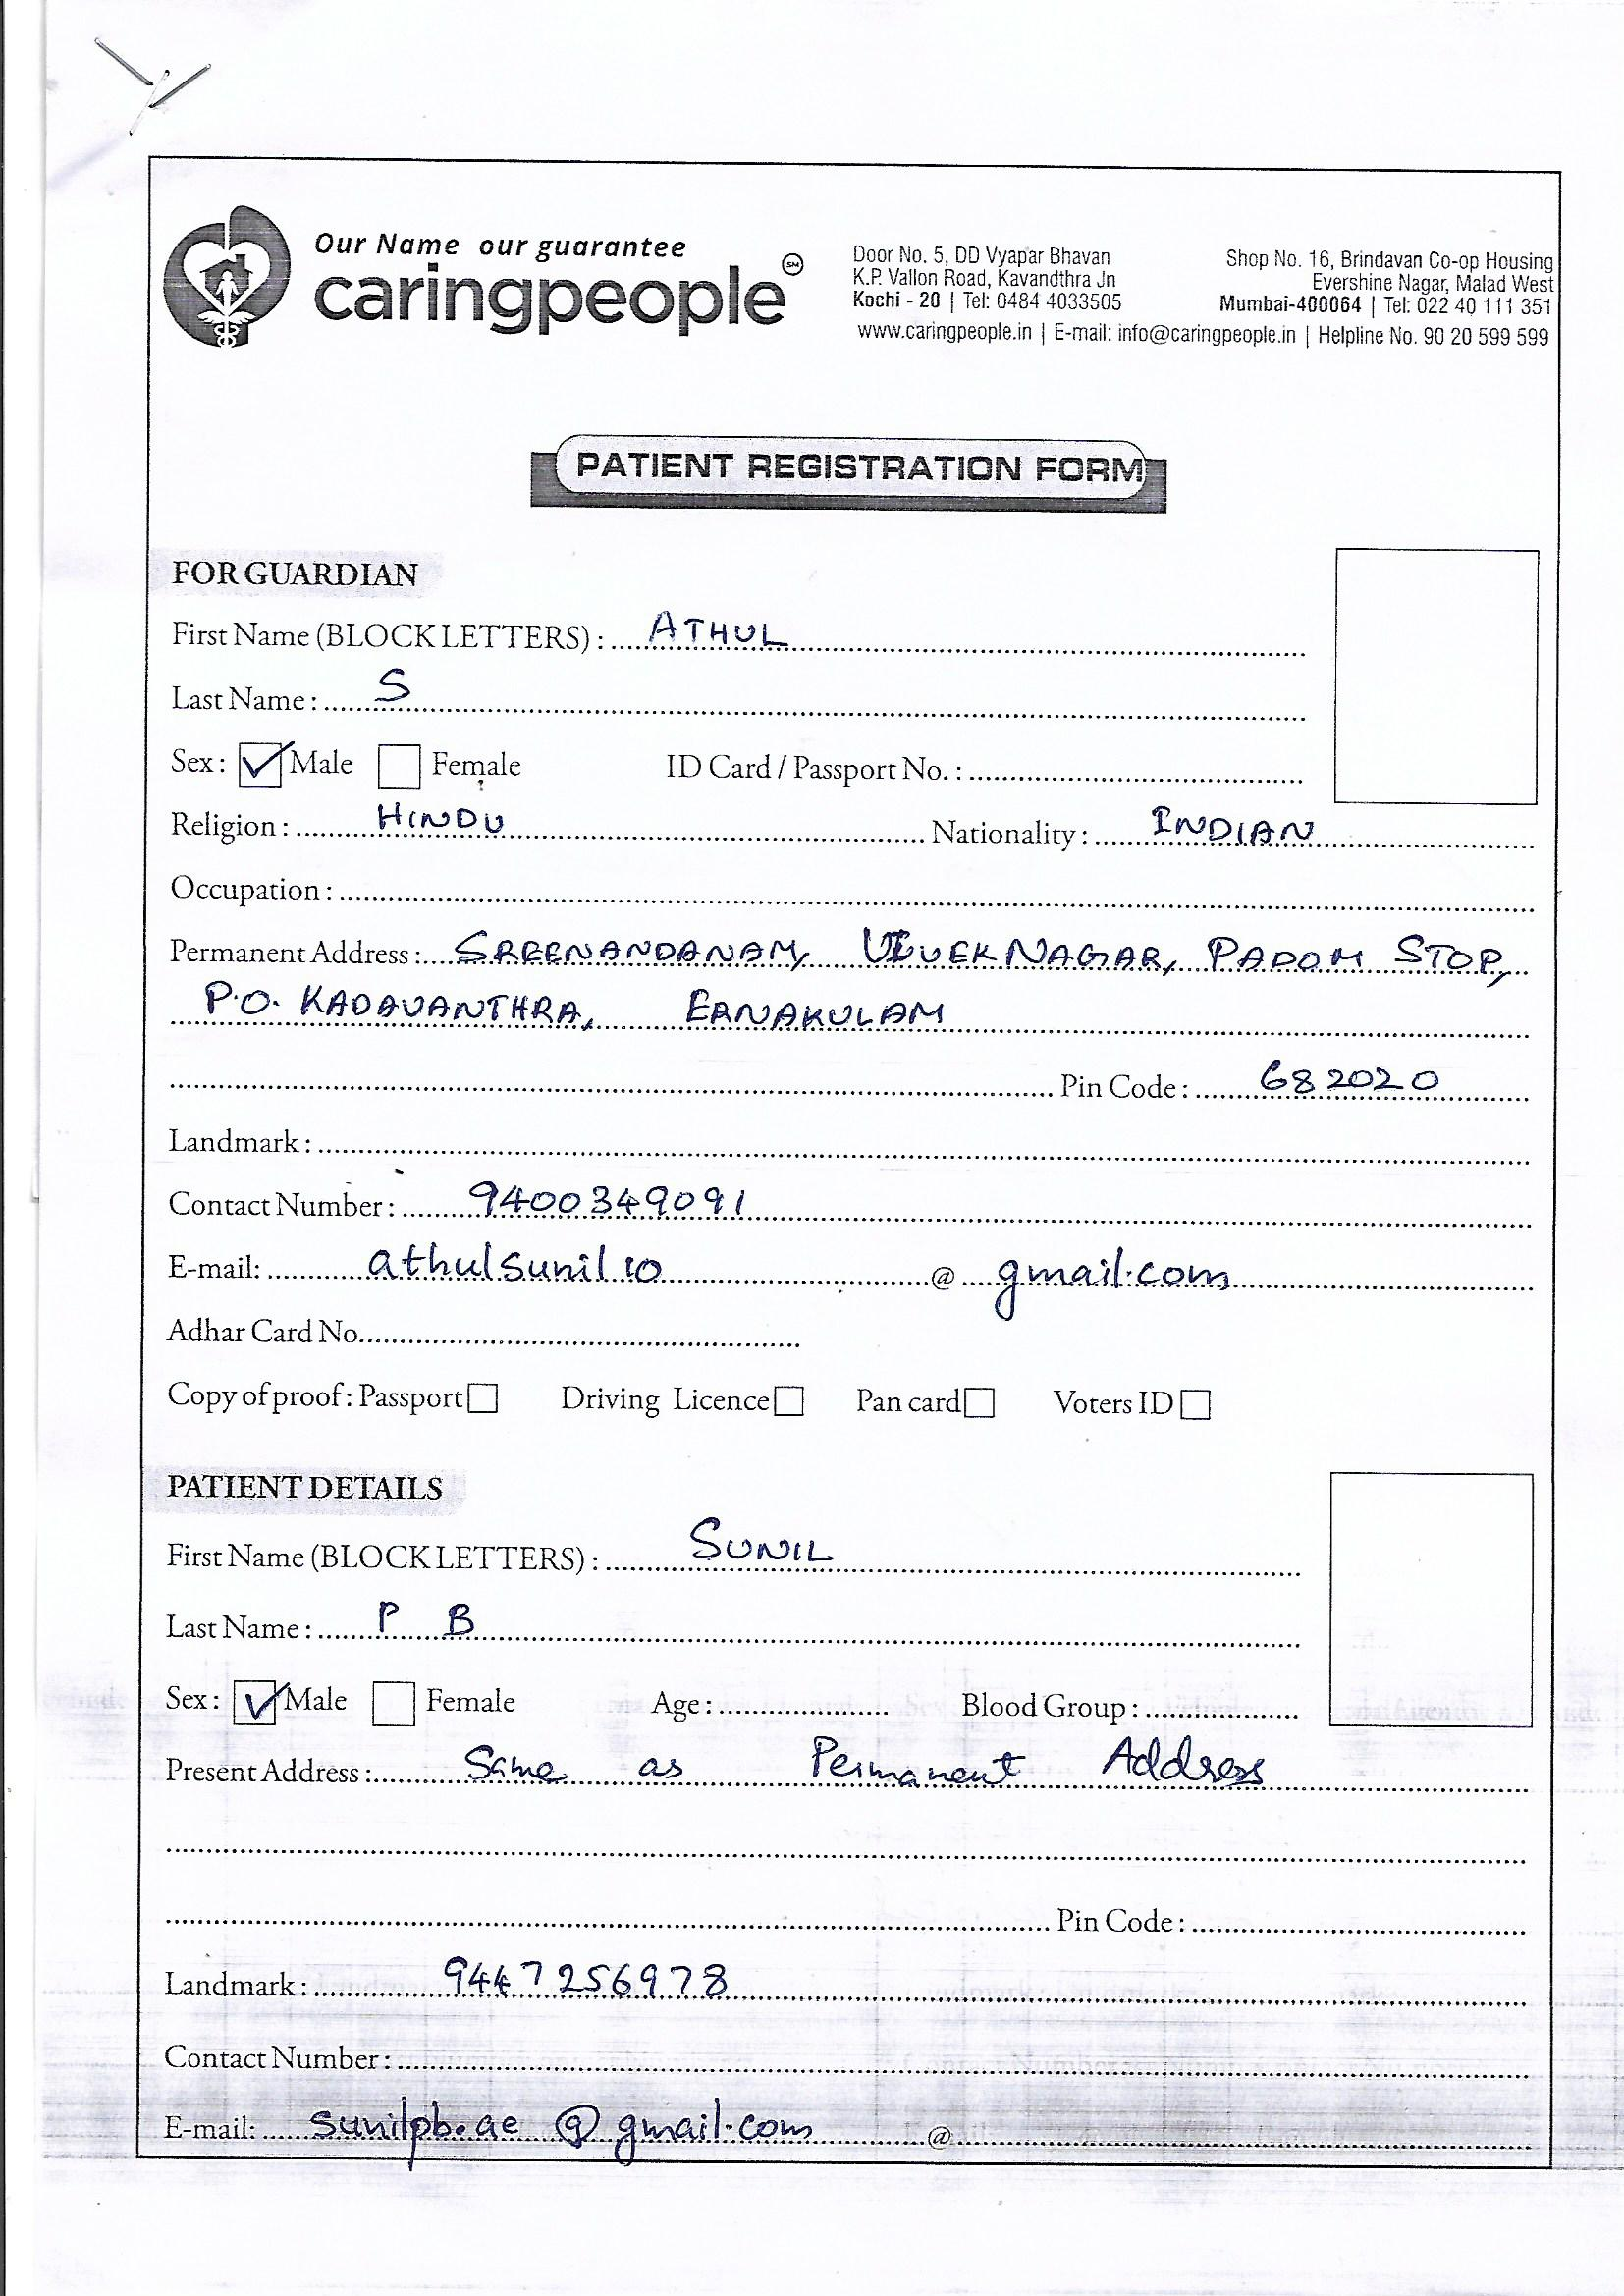 Our Name our guarantee
caringpeople SM
Door No. 5, DD Vyapar Bhavan
K.P. Vallon Road, Kavandthra Jn
Kochi - 20 | Tel: 0484 4033505
Shop No. 16, Brindavan Co-op Housing
Evershine Nagar, Malad West
Mumbai-400064 | Tel: 022 40 111 351
www.caringpeople.in | E-mail: info@caringpeople.in | Helpline No. 90 20 599 599
PATIENT REGISTRATION FORM
FOR GUARDIAN
First Name (BLOCK LETTERS) : ATHUL
Last Name : S
Sex : Male Female ID Card / Passport No. :
Religion : HINDU Nationality : INDIAN
Occupation :
Permanent Address : SREENANDANAM, VIVEK NAGAR, PADOM STOP,
P.O. KADAVANTHRA, ERNAKULAM
Pin Code : 682020
Landmark :
Contact Number : 9400349091
E-mail: athulsunil10 @ gmail.com
Adhar Card No.
Copy of proof : Passport Driving Licence Pan card Voters ID
PATIENT DETAILS
First Name (BLOCK LETTERS) : SUNIL
Last Name : P B
Sex : Male Female Age : Blood Group :
Present Address : Same as Permanent Address
Pin Code :
Landmark : 9447256978
Contact Number :
E-mail: sunilpb.ae @ gmail.com @